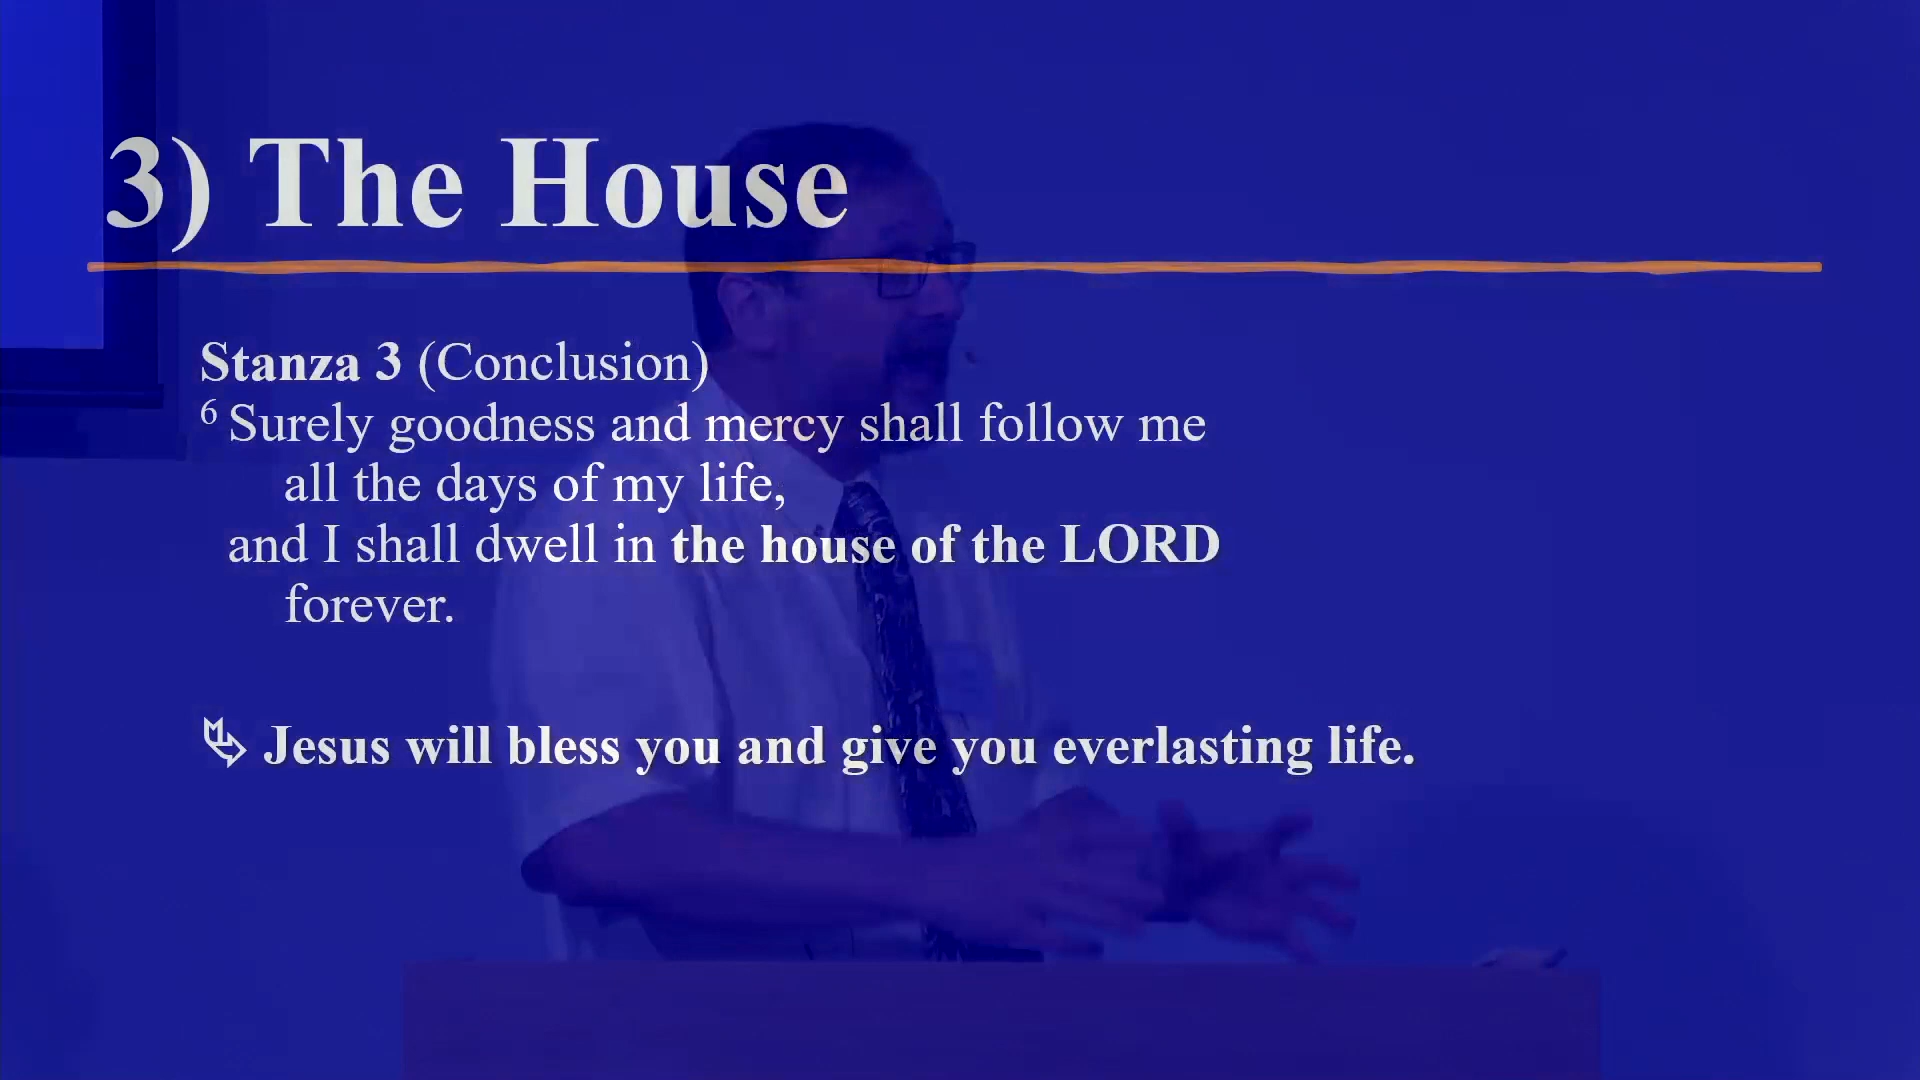 3) The House
Stanza 3 (Conclusion)
6 Surely goodness and mercy shall follow me
all the days of my life,
and I shall dwell in the house of the LORD
forever.
Jesus will bless you and give you everlasting life.